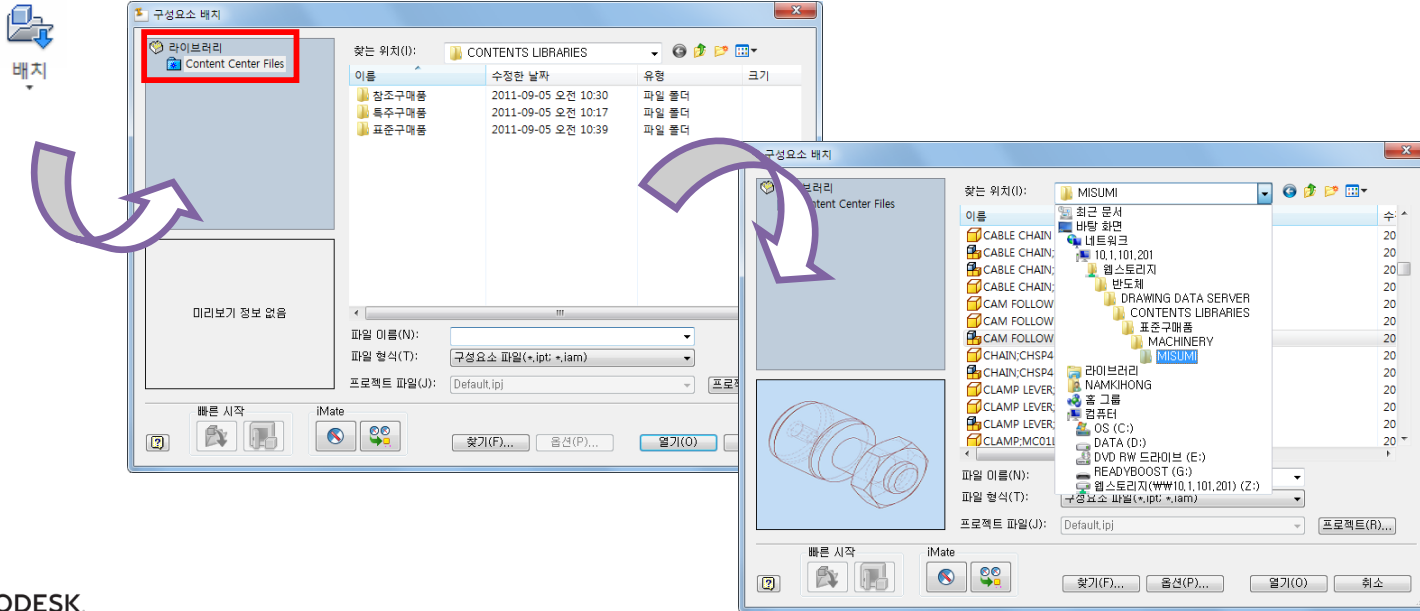 배치
구성요소 배치
라이브러리
Content Center Files
찾는 위치(I):
CONTENTS LIBRARIES
이름 수정한 날짜 유형 크기
참조구매품 2011-09-05 오전 10:30 파일 폴더
특주구매품 2011-09-05 오전 10:17 파일 폴더
표준구매품 2011-09-05 오전 10:39 파일 폴더
미리보기 정보 없음
파일 이름(N):
파일 형식(T): 구성요소 파일(*.ipt; *.iam)
프로젝트 파일(J): Default.ipj
빠른 시작
iMate
찾기(F)...
옵션(P)...
열기(O)
구성요소 배치
Content Center Files
찾는 위치(I):
MISUMI
이름
최근 문서
바탕 화면
네트워크
10.1.101.201
웹스토리지
반도체
DRAWING DATA SERVER
CONTENTS LIBRARIES
표준구매품
MACHINERY
MISUMI
라이브러리
NAMKIHONG
홈 그룹
컴퓨터
OS (C:)
DATA (D:)
DVD RW 드라이브 (E:)
READYBOOST (G:)
웹스토리지(₩₩10.1.101.201) (Z:)
CABLE CHAIN 20
CABLE CHAIN; 20
CABLE CHAIN; 20
CABLE CHAIN; 20
CAM FOLLOW 20
CAM FOLLOW 20
CAM FOLLOW 20
CHAIN;CHSP4 20
CHAIN;CHSP4 20
CLAMP LEVER; 20
CLAMP LEVER; 20
CLAMP LEVER; 20
CLAMP;MC01L 20
파일 이름(N):
파일 형식(T): 구성요소 파일(*.ipt; *.iam)
프로젝트 파일(J): Default.ipj
프로젝트(R)...
빠른 시작
iMate
찾기(F)...
옵션(P)...
열기(O)
취소
ODESK.